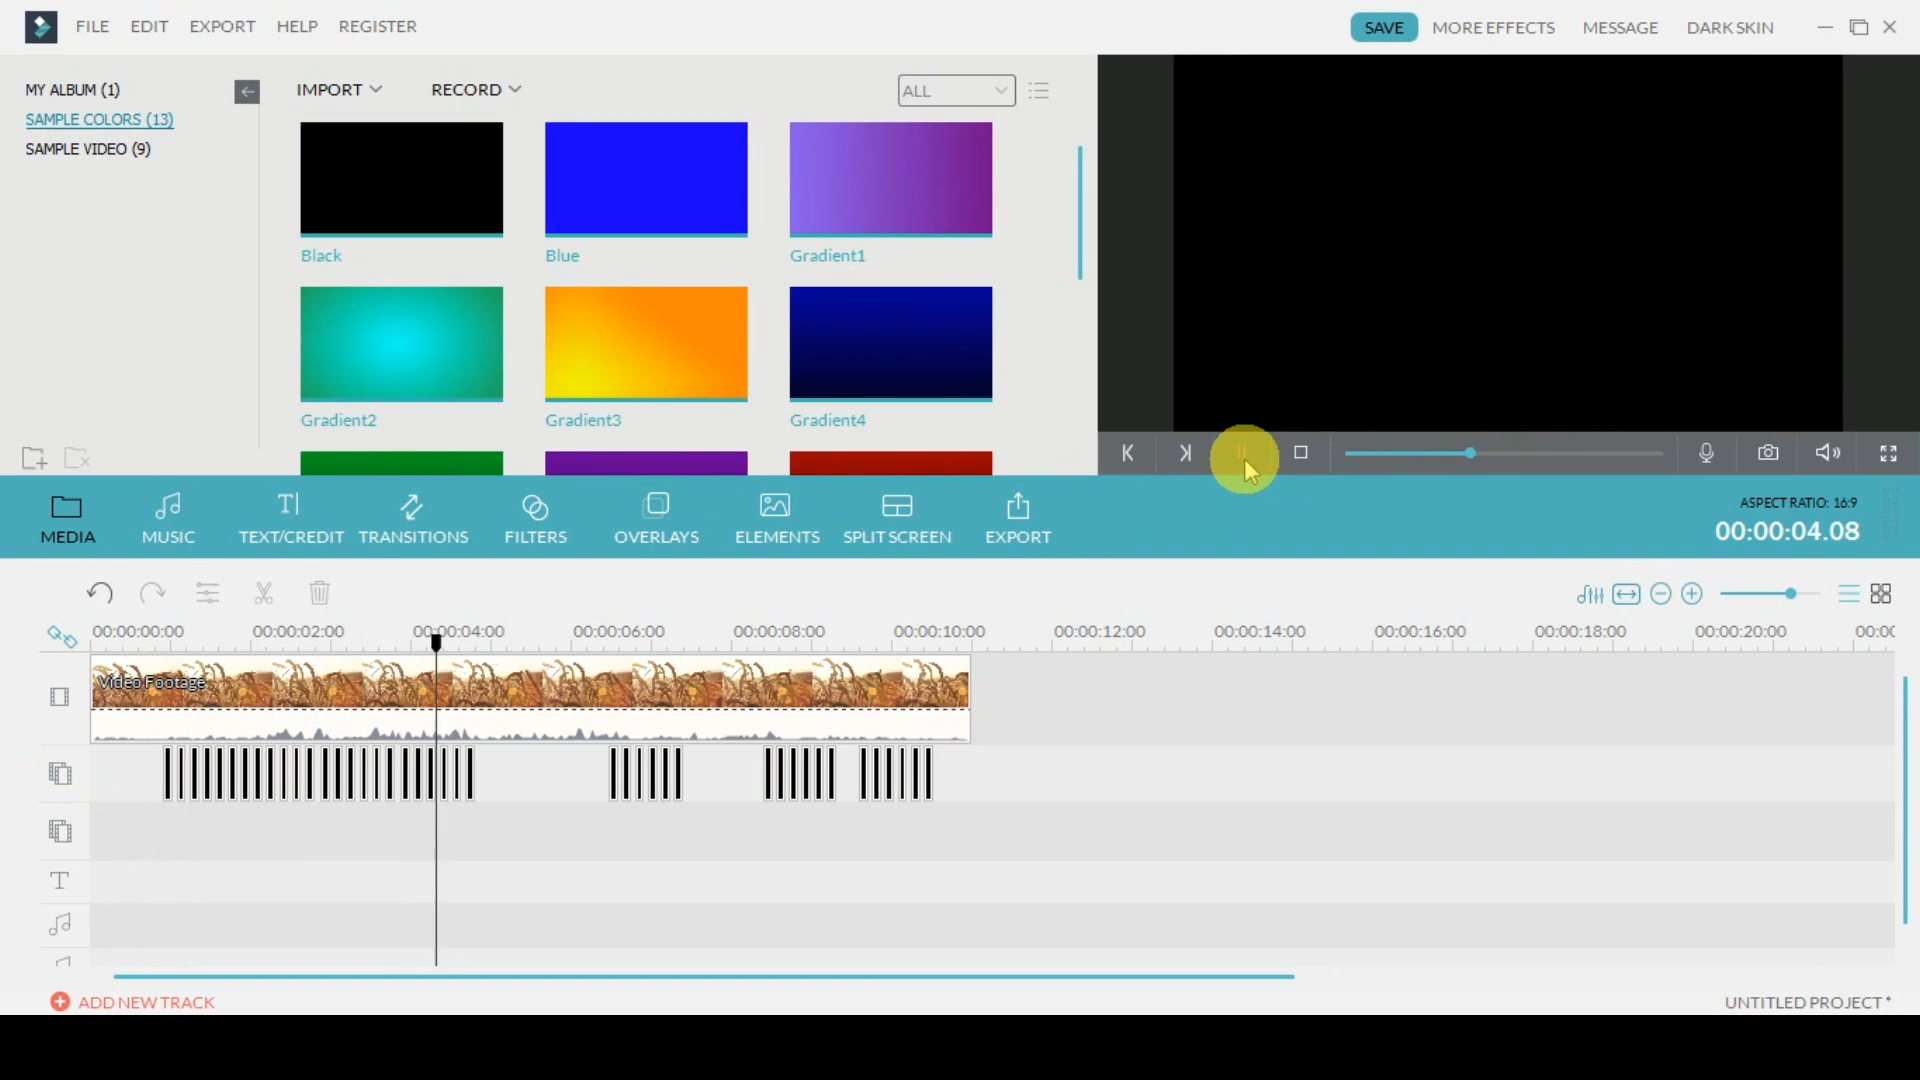 FILE EDIT EXPORT HELP REGISTER SAVE MORE EFFECTS MESSAGE DARK SKIN
MY ALBUM (1)
SAMPLE COLORS (13)
SAMPLE VIDEO (9)
IMPORT RECORD ALL
Black Blue Gradient1
Gradient2 Gradient3 Gradient4
MEDIA MUSIC TEXT/CREDIT TRANSITIONS FILTERS OVERLAYS ELEMENTS SPLIT SCREEN EXPORT
ASPECT RATIO: 16:9
00:00:04.08
00:00:00:00 00:00:02:00 00:00:04:00 00:00:06:00 00:00:08:00 00:00:10:00 00:00:12:00 00:00:14:00 00:00:16:00 00:00:18:00 00:00:20:00 00:00
Video Footage
ADD NEW TRACK
UNTITLED PROJECT *